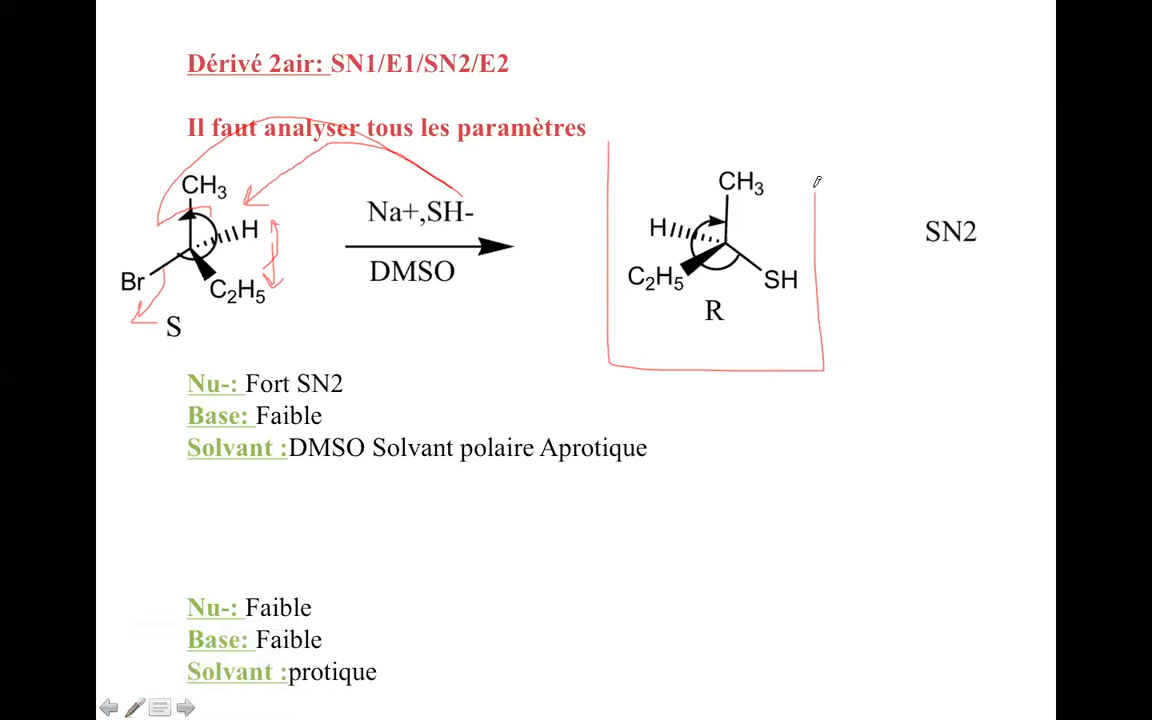 Dérivé 2air: SN1/E1/SN2/E2
Il faut analyser tous les paramètres
CH3
H
Br
C2H5
S
Na+,SH-
DMSO
CH3
H
C2H5
SH
R
SN2
Nu-: Fort SN2
Base: Faible
Solvant :DMSO Solvant polaire Aprotique
Nu-: Faible
Base: Faible
Solvant :protique